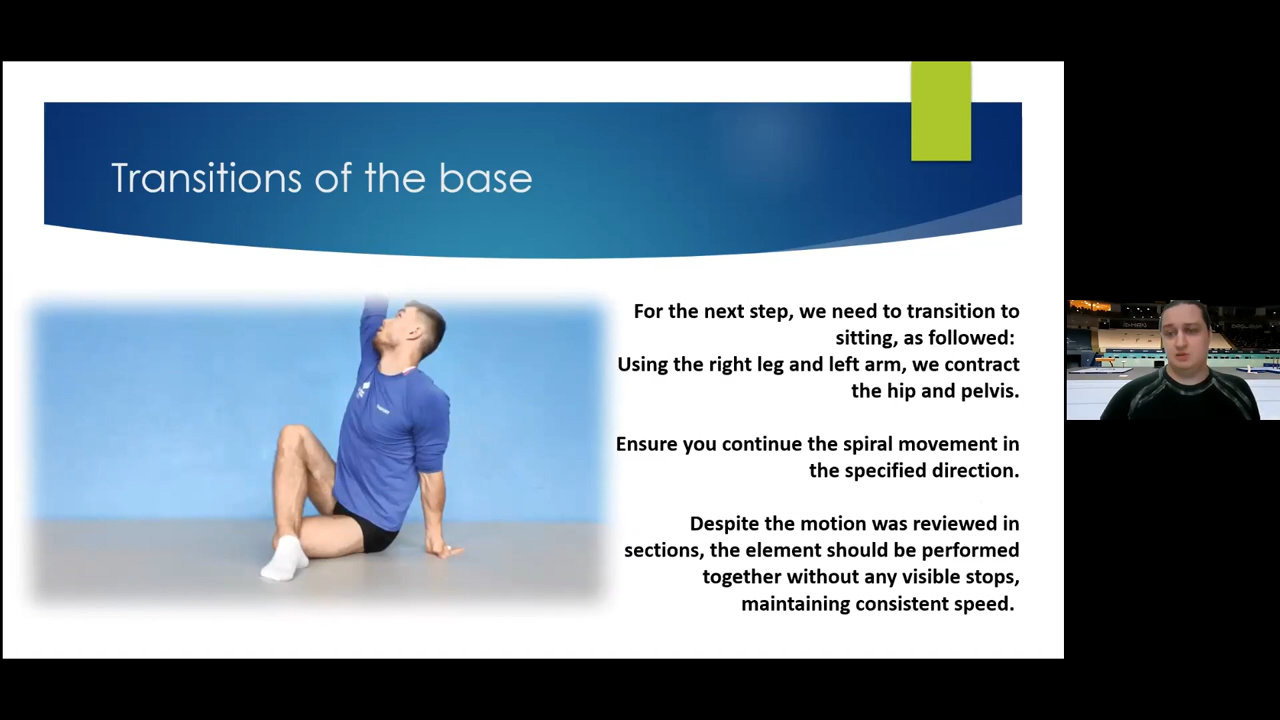 Transitions of the base
For the next step, we need to transition to
sitting, as followed:
Using the right leg and left arm, we contract
the hip and pelvis.
Ensure you continue the spiral movement in
the specified direction.
Despite the motion was reviewed in
sections, the element should be performed
together without any visible stops,
maintaining consistent speed.